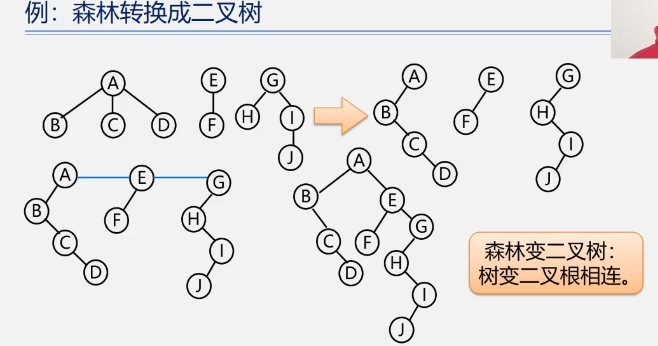 例：森林转换成二叉树
A E G A E G
B C D F H I B F H
J C I
D J
A E G A
B F H B E
C I C F G
D J D H
I
J
森林变二叉树：
树变二叉根相连。